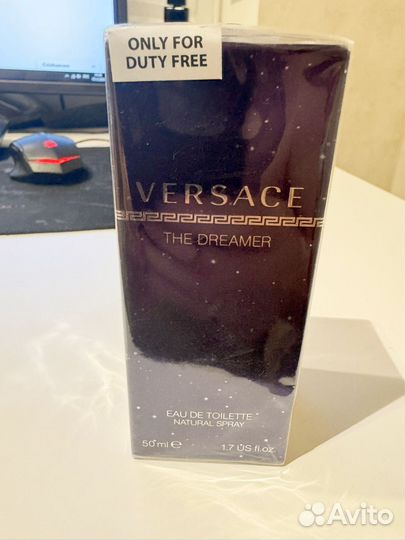 ONLY FOR
DUTY FREE
VERSACE
THE DREAMER
EAU DE TOILETTE
NATURAL SPRAY
50 ml ℮ 1.7 US fl.oz.
Avito